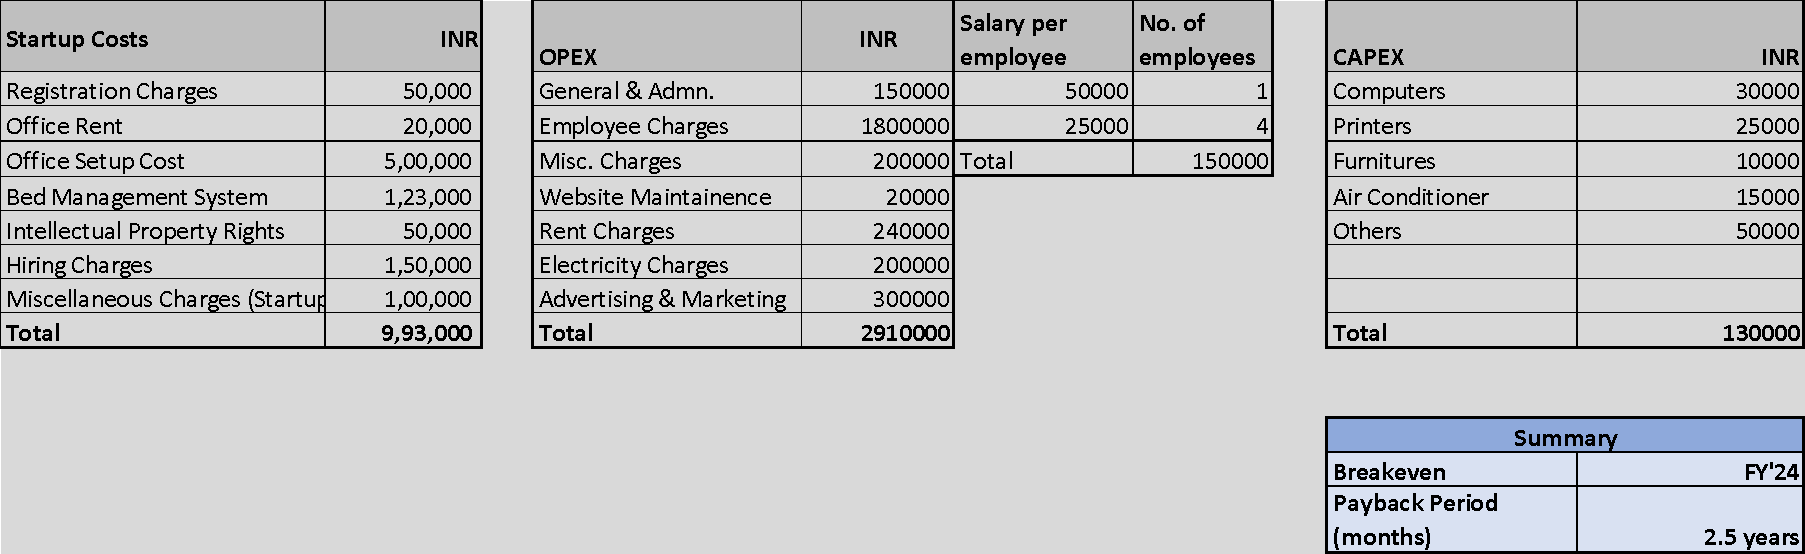 Startup Costs INR
Registration Charges 50,000
Office Rent 20,000
Office Setup Cost 5,00,000
Bed Management System 1,23,000
Intellectual Property Rights 50,000
Hiring Charges 1,50,000
Miscellaneous Charges (Startup 1,00,000
Total 9,93,000
OPEX INR Salary per employee No. of employees
General & Admn. 150000 50000 1
Employee Charges 1800000 25000 4
Misc. Charges 200000 Total 150000
Website Maintainence 20000
Rent Charges 240000
Electricity Charges 200000
Advertising & Marketing 300000
Total 2910000
CAPEX INR
Computers 30000
Printers 25000
Furnitures 10000
Air Conditioner 15000
Others 50000
Total 130000
Summary
Breakeven FY'24
Payback Period
(months) 2.5 years